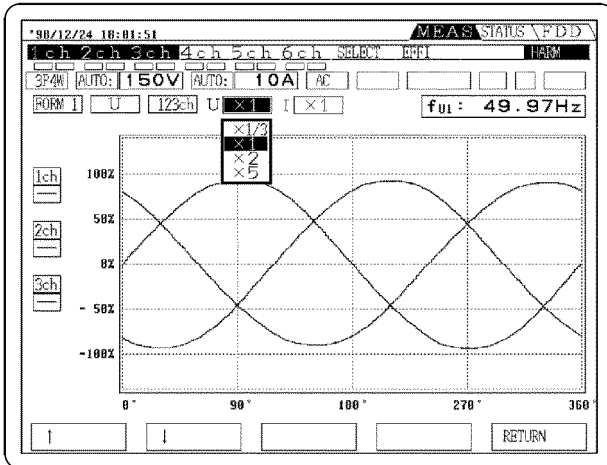 '98/12/24 18:01:51 MEAS STATUS FDD
1ch 2ch 3ch 4ch 5ch 6ch SELECT EFFI HARM
3P4W AUTO: 150V AUTO: 10A AC
FORM 1 U 123ch U ×1 I ×1 fU1: 49.97Hz
×1/3
×1
×2
×5
1ch 100%
50%
2ch
0%
3ch
- 50%
-100%
0° 90° 180° 270° 360
↑ ↓ RETURN